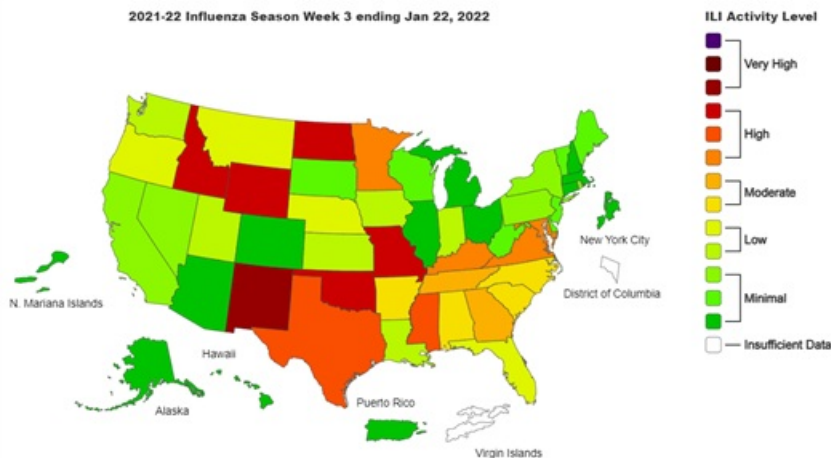 2021-22 Influenza Season Week 3 ending Jan 22, 2022
ILI Activity Level
Very High
High
Moderate
Low
Minimal
Insufficient Data
New York City
District of Columbia
N. Mariana Islands
Hawaii
Alaska
Puerto Rico
Virgin Islands